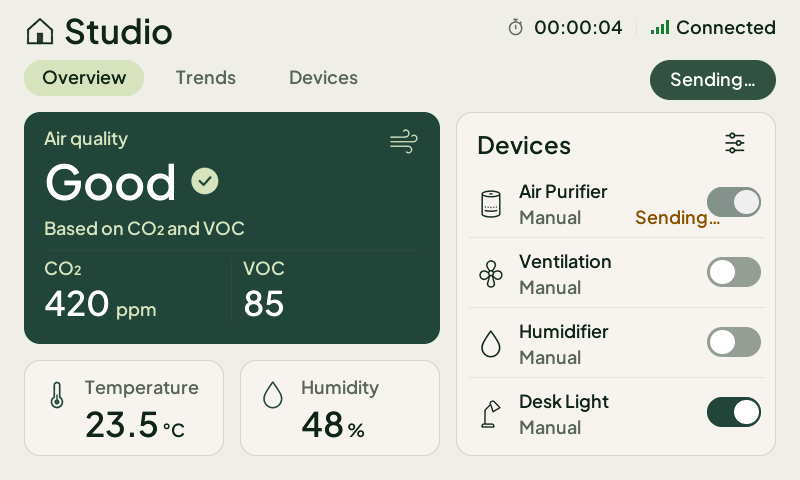 Studio
00:00:04
Connected
Overview
Trends
Devices
Sending...
Air quality
Good
Based on CO₂ and VOC
CO₂
420 ppm
VOC
85
Temperature
23.5 °C
Humidity
48 %
Devices
Air Purifier
Manual
Sending...
Ventilation
Manual
Humidifier
Manual
Desk Light
Manual